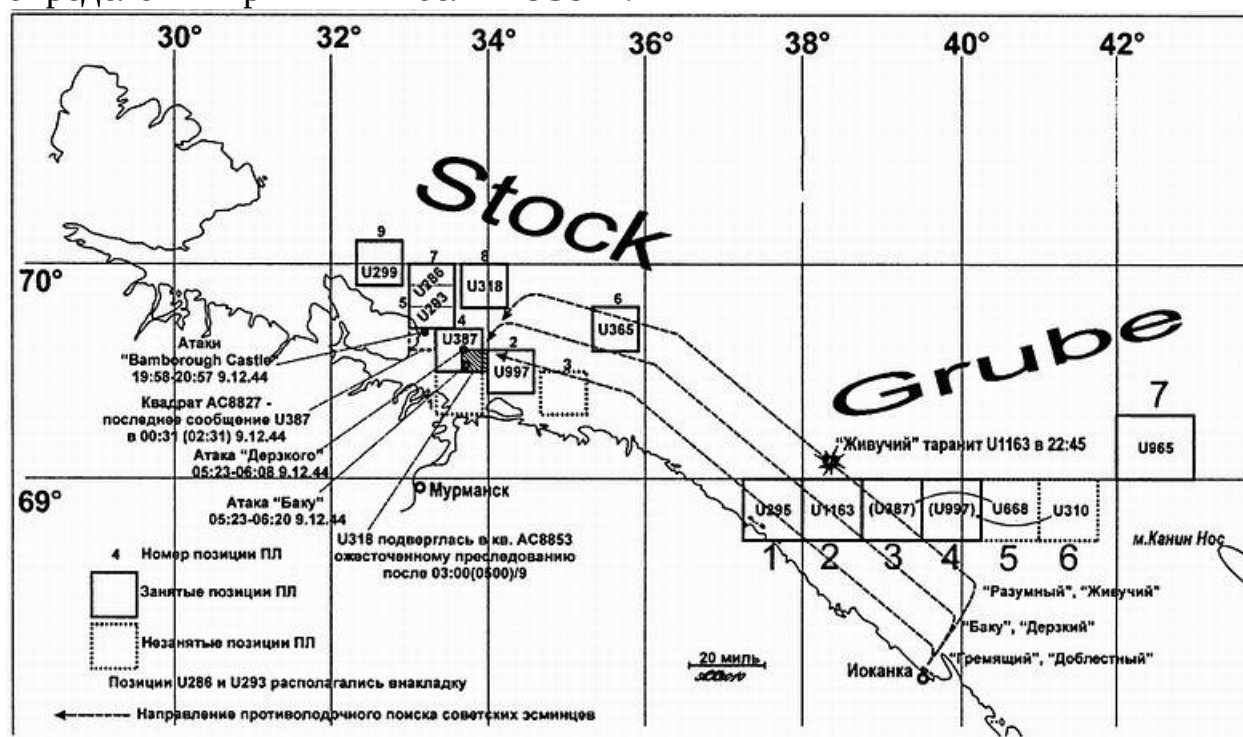 30° 32° 34° 36° 38° 40° 42°
Stock
9
U299
70°
7
U286
8
U318
5
U293
4
U387
6
U365
2
U997
3
Grube
Атаки
"Bamborough Castle"
19:58-20:57 9.12.44
Квадрат AC8827 -
последнее сообщение U387
в 00:31 (02:31) 9.12.44
Атака "Дерзкого"
05:23-06:08 9.12.44
Атака "Баку"
05:23-06:20 9.12.44
"Живучий" таранит U1163 в 22:45
7
U965
69°
Мурманск
U318 подверглась в кв. AC8853
ожесточенному преследованию
после 03:00(0500)/9
U295 U1163 (U387) (U997) U668 U310
1 2 3 4 5 6
м.Канин Нос
4 Номер позиции ПЛ
Занятые позиции ПЛ
Незанятые позиции ПЛ
Позиции U286 и U293 располагались внакладку
Направление противолодочного поиска советских эсминцев
"Разумный", "Живучий"
"Баку", "Дерзкий"
"Гремящий", "Доблестный"
20 миль
Иоканка